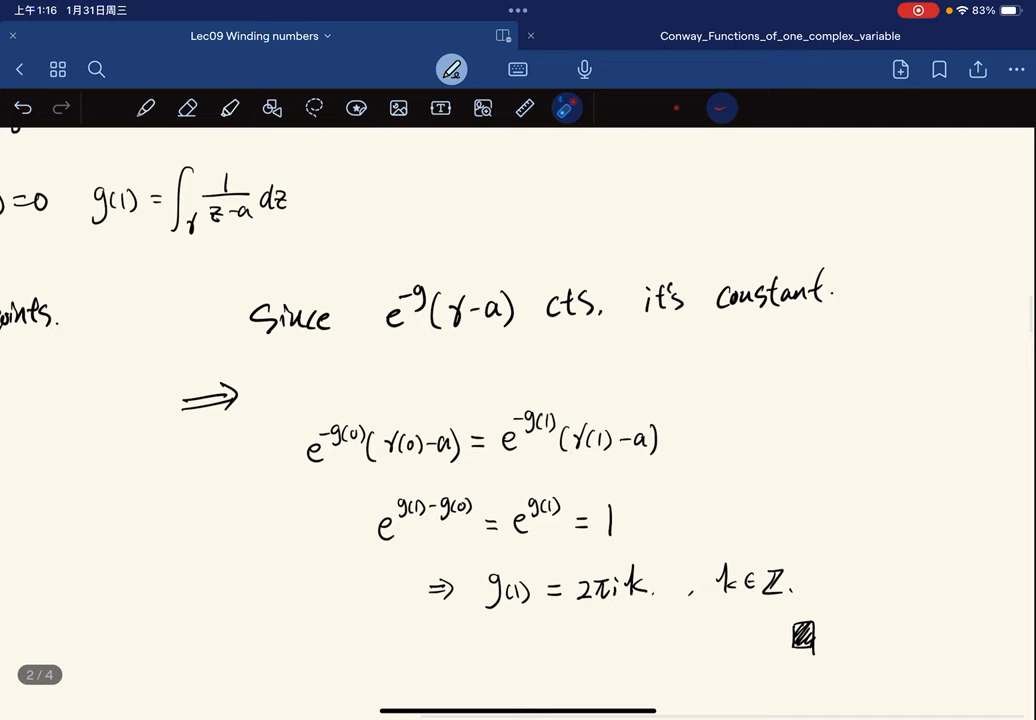 上午1:16 1月31日周三
83%
Lec09 Winding numbers
Conway_Functions_of_one_complex_variable
)=0 g(1) = ∫_γ 1/(z-a) dz
Since e^{-g}(γ-a) cts, it's constant.
oints.
⟹
e^{-g(0)}(γ(0)-a) = e^{-g(1)}(γ(1)-a)
e^{g(1)-g(0)} = e^{g(1)} = 1
⇒ g(1) = 2πik. , k∈ℤ.
2 / 4